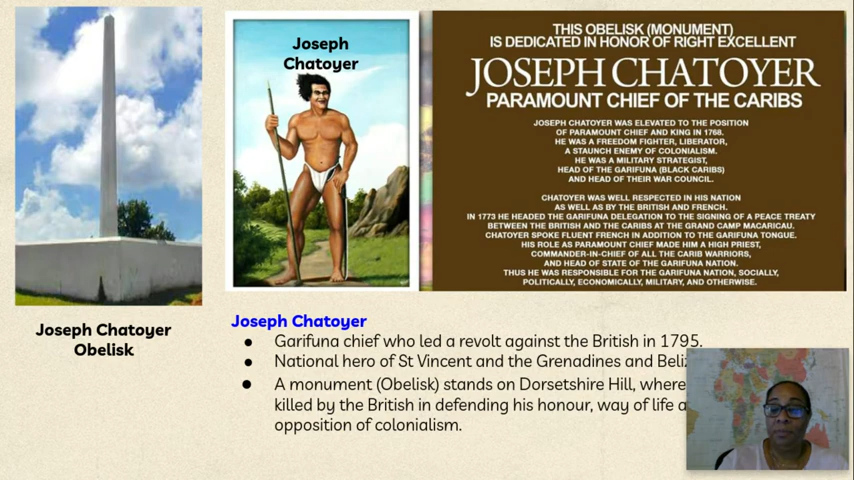 Joseph
Chatoyer
THIS OBELISK (MONUMENT)
IS DEDICATED IN HONOR OF RIGHT EXCELLENT
JOSEPH CHATOYER
PARAMOUNT CHIEF OF THE CARIBS
JOSEPH CHATOYER WAS ELEVATED TO THE POSITION
OF PARAMOUNT CHIEF AND KING IN 1768.
HE WAS A FREEDOM FIGHTER, LIBERATOR,
A STAUNCH ENEMY OF COLONIALISM.
HE WAS A MILITARY STRATEGIST,
HEAD OF THE GARIFUNA (BLACK CARIBS)
AND HEAD OF THEIR WAR COUNCIL.
CHATOYER WAS WELL RESPECTED IN HIS NATION
AS WELL AS BY THE BRITISH AND FRENCH.
IN 1773 HE HEADED THE GARIFUNA DELEGATION TO THE SIGNING OF A PEACE TREATY
BETWEEN THE BRITISH AND THE CARIBS AT THE GRAND CAMP MACARICAU.
CHATOYER SPOKE FLUENT FRENCH IN ADDITION TO THE GARIFUNA TONGUE.
HIS ROLE AS PARAMOUNT CHIEF MADE HIM A HIGH PRIEST,
COMMANDER-IN-CHIEF OF ALL THE CARIB WARRIORS,
AND HEAD OF STATE OF THE GARIFUNA NATION.
THUS HE WAS RESPONSIBLE FOR THE GARIFUNA NATION, SOCIALLY,
POLITICALLY, ECONOMICALLY, MILITARY, AND OTHERWISE.
Joseph Chatoyer
Obelisk
Joseph Chatoyer
● Garifuna chief who led a revolt against the British in 1795.
● National hero of St Vincent and the Grenadines and
● A monument (Obelisk) stands on Dorsetshire Hill, where
killed by the British in defending his honour, way of life
opposition of colonialism.